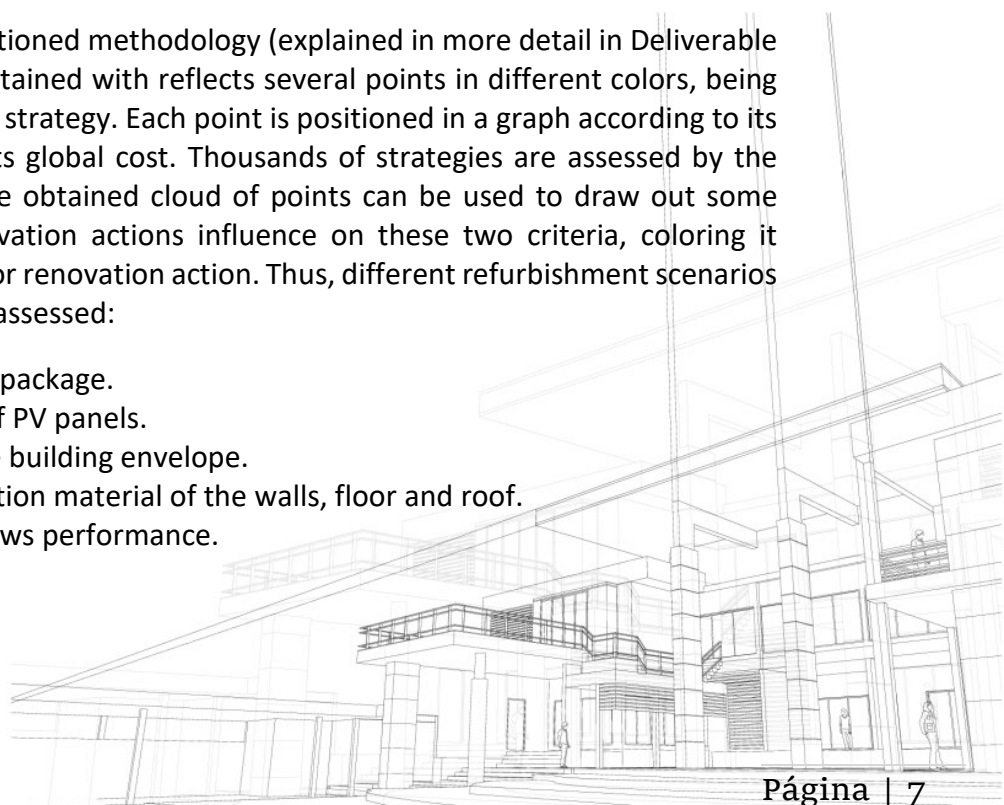 tioned methodology (explained in more detail in Deliverable
tained with reflects several points in different colors, being
strategy. Each point is positioned in a graph according to its
ts global cost. Thousands of strategies are assessed by the
e obtained cloud of points can be used to draw out some
vation actions influence on these two criteria, coloring it
or renovation action. Thus, different refurbishment scenarios
assessed:
package.
f PV panels.
e building envelope.
tion material of the walls, floor and roof.
ws performance.
Página | 7